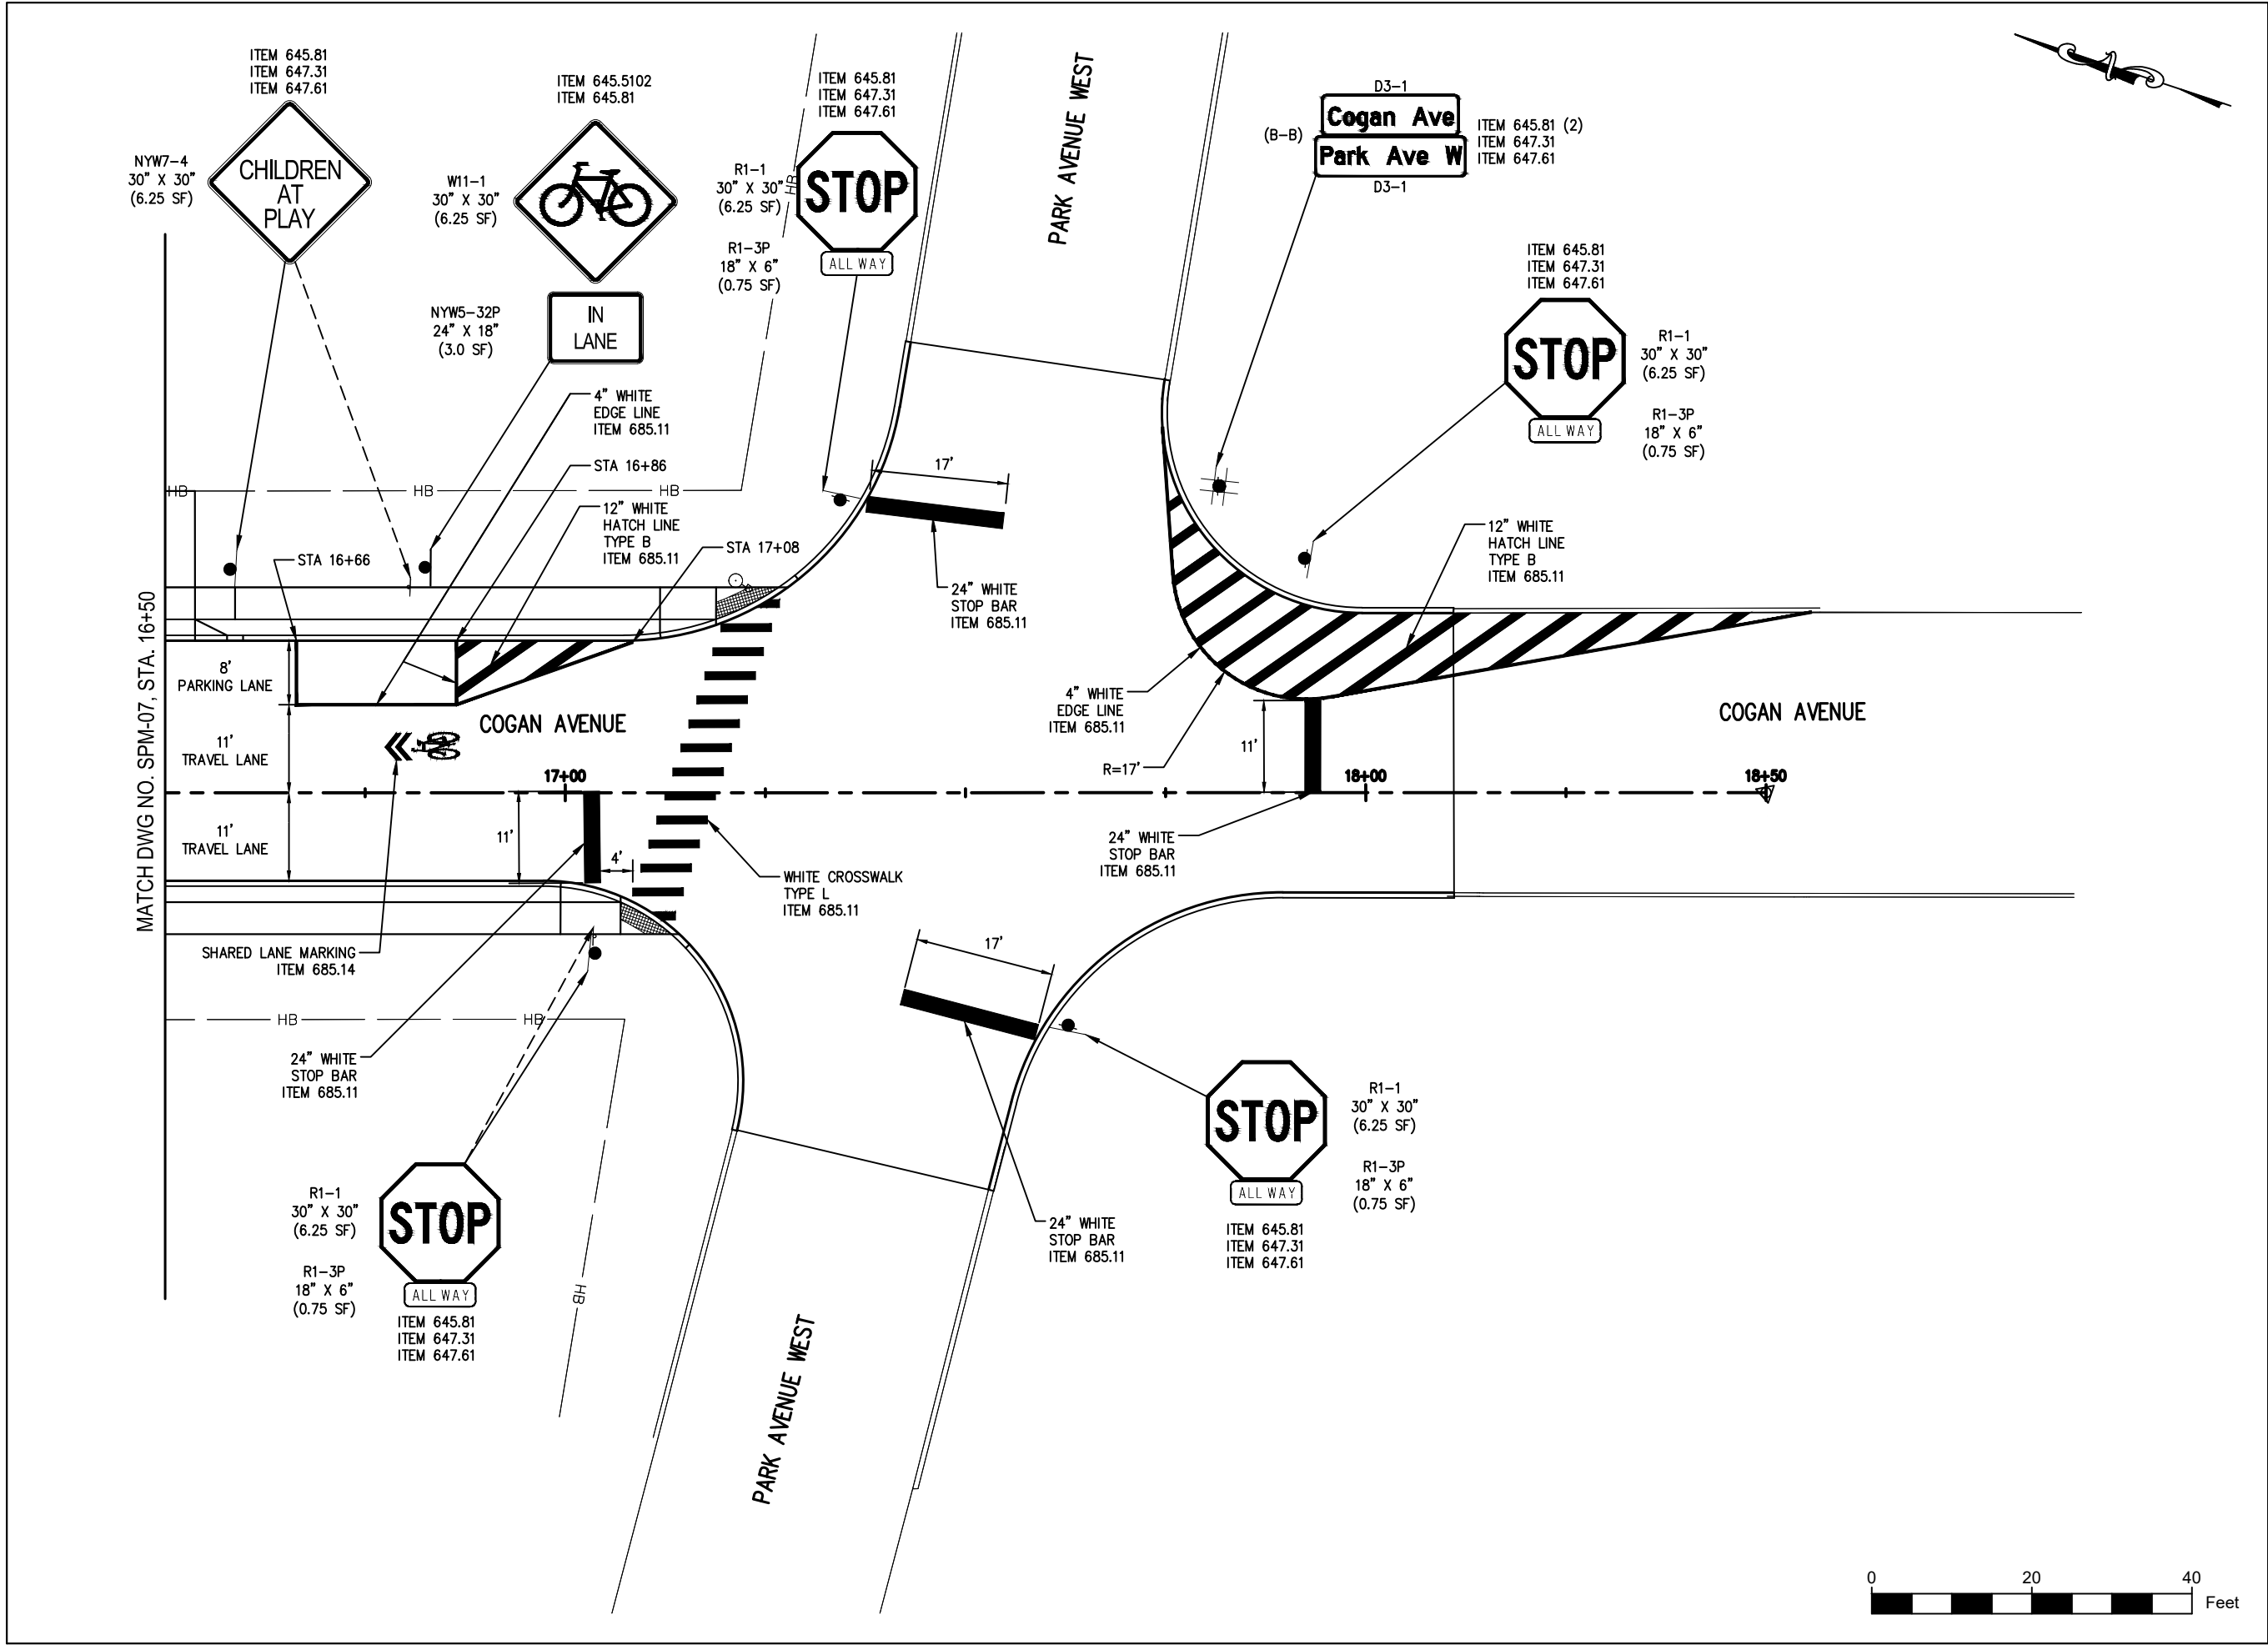 ITEM 645.81
647.31
ITEM 647.61
NYW7-4
30" X 30"
(6.25 SF)
CHILDREN
AT
PLAY
ITEM 645.5102
ITEM 645.81
W11-1
30" X 30"
(6.25 SF)
NYW5-32P
24" X 18"
(3.0 SF)
IN
LANE
ITEM 645.81
ITEM 647.31
ITEM 647.61
R1-1
30" X 30"
(6.25 SF)
STOP
R1-3P
18" X 6"
(0.75 SF)
ALL WAY
HB
PARK AVENUE WEST
D3-1
Cogan Ave
(B-B)
Park Ave W
D3-1
ITEM 645.81 (2)
ITEM 647.31
ITEM 647.61
ITEM 645.81
ITEM 647.31
ITEM 647.61
STOP
R1-1
30" X 30"
(6.25 SF)
ALL WAY
R1-3P
18" X 6"
(0.75 SF)
4" WHITE
EDGE LINE
ITEM 685.11
STA 16+86
HB
HB
HB
12" WHITE
HATCH LINE
TYPE B
ITEM 685.11
STA 16+66
STA 17+08
17'
24" WHITE
STOP BAR
ITEM 685.11
12" WHITE
HATCH LINE
TYPE B
ITEM 685.11
MATCH DWG NO. SPM-07, STA. 16+50
8'
PARKING LANE
11'
TRAVEL LANE
11'
TRAVEL LANE
COGAN AVENUE
17+00
11'
4'
4" WHITE
EDGE LINE
ITEM 685.11
R=17'
11'
COGAN AVENUE
18+00
18+50
24" WHITE
STOP BAR
ITEM 685.11
WHITE CROSSWALK
TYPE L
ITEM 685.11
SHARED LANE MARKING
ITEM 685.14
HB
HB
24" WHITE
STOP BAR
ITEM 685.11
17'
R1-1
30" X 30"
(6.25 SF)
STOP
R1-3P
18" X 6"
(0.75 SF)
ALL WAY
ITEM 645.81
ITEM 647.31
ITEM 647.61
HB
24" WHITE
STOP BAR
ITEM 685.11
STOP
R1-1
30" X 30"
(6.25 SF)
ALL WAY
R1-3P
18" X 6"
(0.75 SF)
ITEM 645.81
ITEM 647.31
ITEM 647.61
PARK AVENUE WEST
0 20 40
Feet